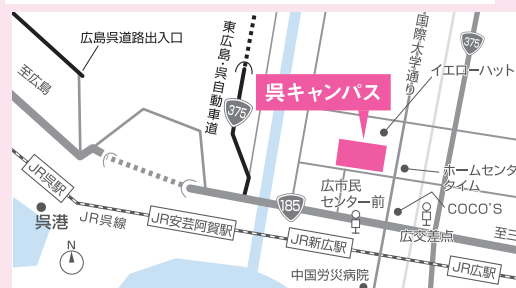 広島呉道路出入口
至広島
東広島・呉自動車道
375
国際大学通り
375
イエローハット
呉キャンパス
ホームセンタ
タイム
COCO'S
広市民
センター前
185
広交差点
至三
JR呉駅
呉港
JR呉線
JR安芸阿賀駅
JR新広駅
JR広駅
中国労災病院
N